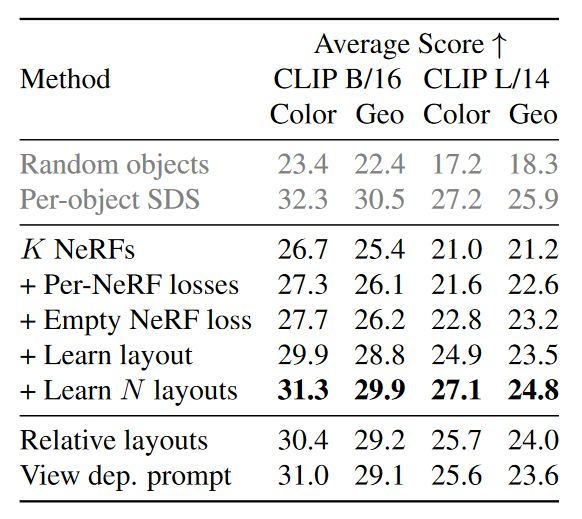 Average Score ↑
Method CLIP B/16 CLIP L/14
Color Geo Color Geo
Random objects 23.4 22.4 17.2 18.3
Per-object SDS 32.3 30.5 27.2 25.9
K NeRFs 26.7 25.4 21.0 21.2
+ Per-NeRF losses 27.3 26.1 21.6 22.6
+ Empty NeRF loss 27.7 26.2 22.8 23.2
+ Learn layout 29.9 28.8 24.9 23.5
+ Learn N layouts 31.3 29.9 27.1 24.8
Relative layouts 30.4 29.2 25.7 24.0
View dep. prompt 31.0 29.1 25.6 23.6